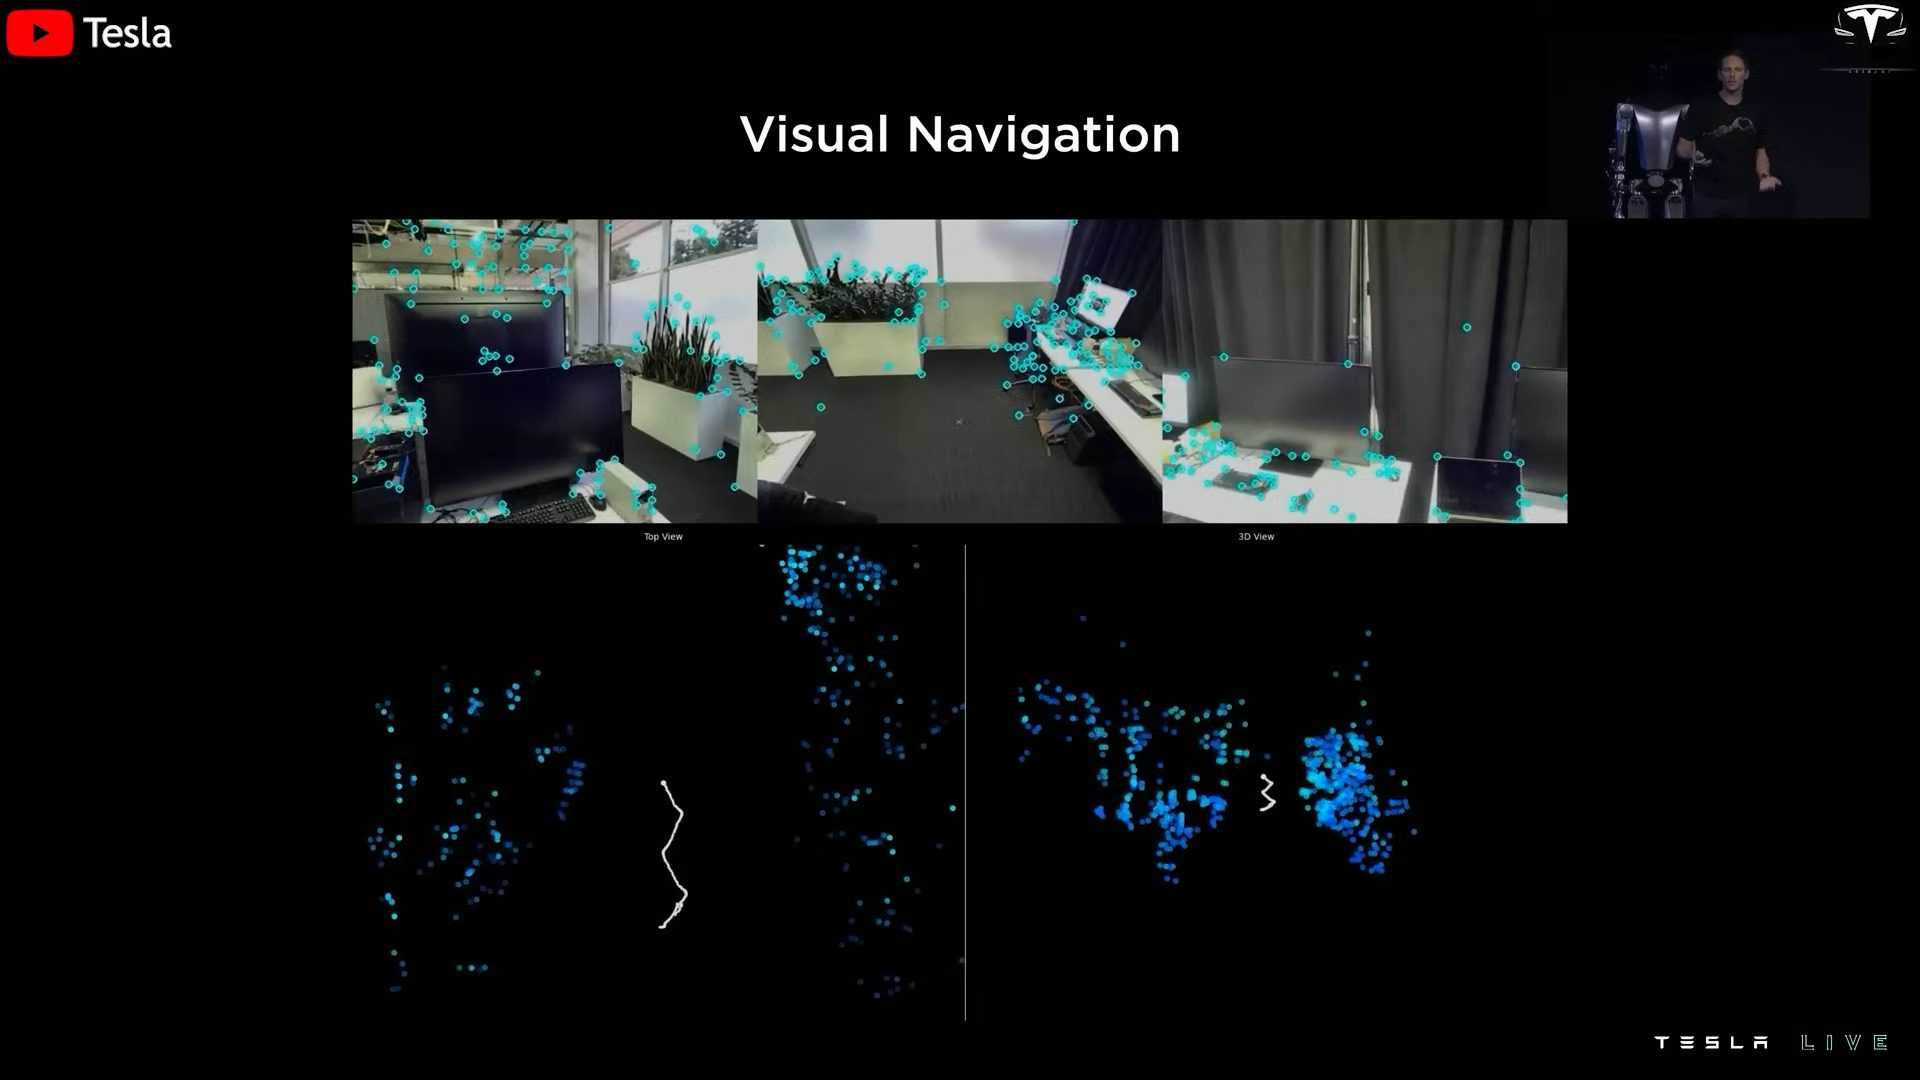 Tesla
Visual Navigation
Top View
3D View
TESLA LIVE